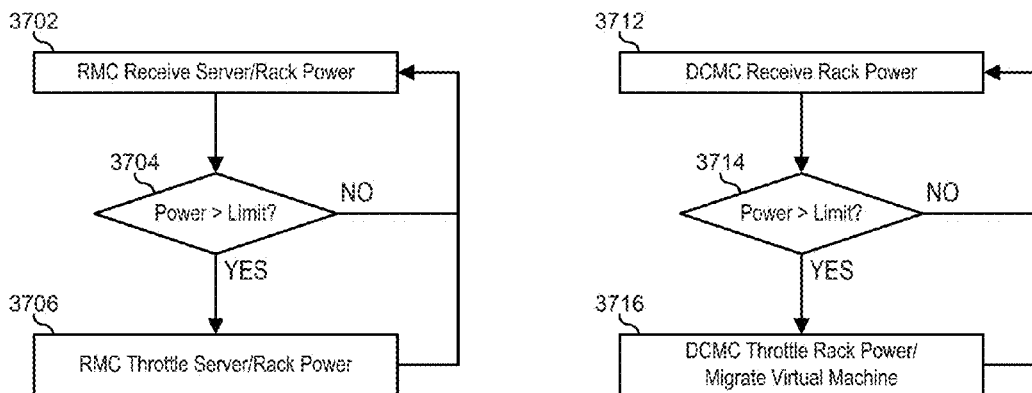 3702
RMC Receive Server/Rack Power
3704
Power > Limit?
NO
YES
3706
RMC Throttle Server/Rack Power
3712
DCMC Receive Rack Power
3714
Power > Limit?
NO
YES
3716
DCMC Throttle Rack Power/
Migrate Virtual Machine